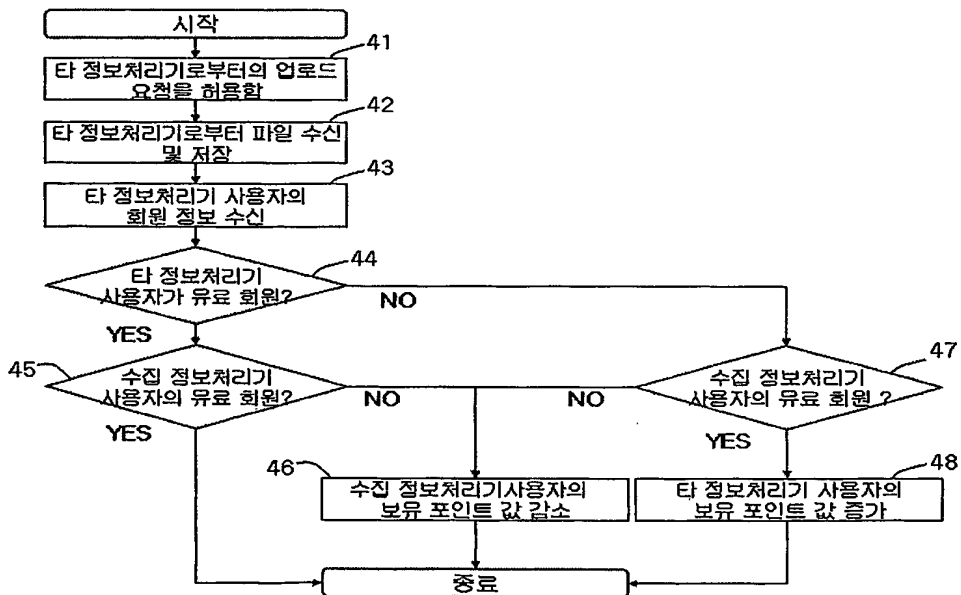 시작
41
타 정보처리기로부터의 업로드
요청을 허용함
42
타 정보처리기로부터 파일 수신
및 저장
43
타 정보처리기 사용자의
회원 정보 수신
44
타 정보처리기
사용자가 유료 회원?
NO
YES
45
수집 정보처리기
사용자의 유료 회원?
NO
YES
47
수집 정보처리기
사용자의 유료 회원 ?
NO
YES
46
수집 정보처리기사용자의
보유 포인트 값 감소
48
타 정보처리기 사용자의
보유 포인트 값 증가
종료